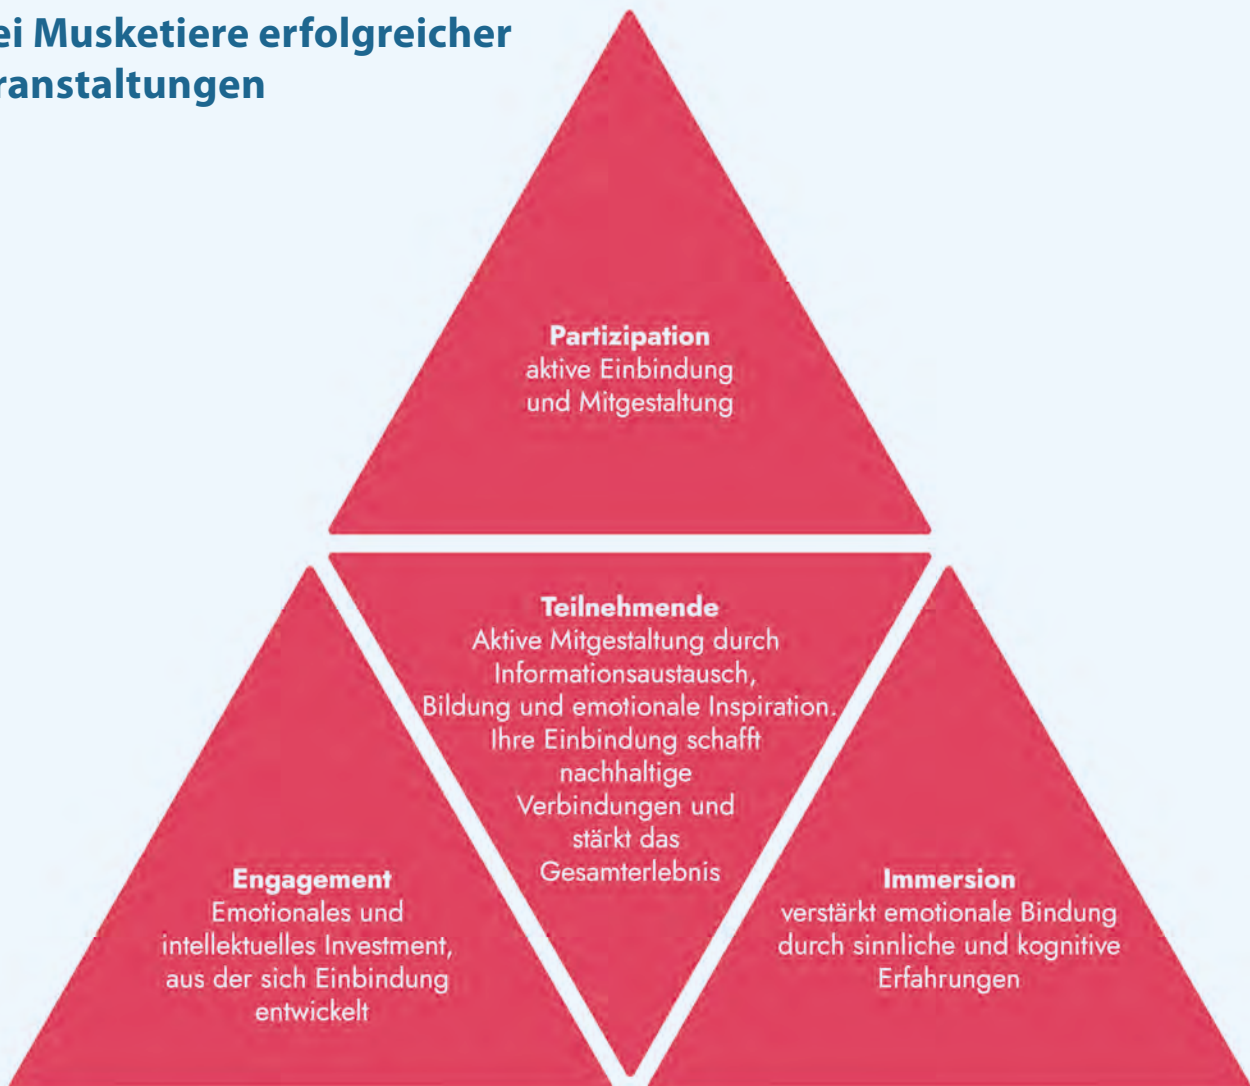 ei Musketiere erfolgreicher
ranstaltungen
Partizipation
aktive Einbindung
und Mitgestaltung
Teilnehmende
Aktive Mitgestaltung durch
Informationsaustausch,
Bildung und emotionale Inspiration.
Ihre Einbindung schafft
nachhaltige
Verbindungen und
stärkt das
Gesamterlebnis
Engagement
Emotionales und
intellektuelles Investment,
aus der sich Einbindung
entwickelt
Immersion
verstärkt emotionale Bindung
durch sinnliche und kognitive
Erfahrungen